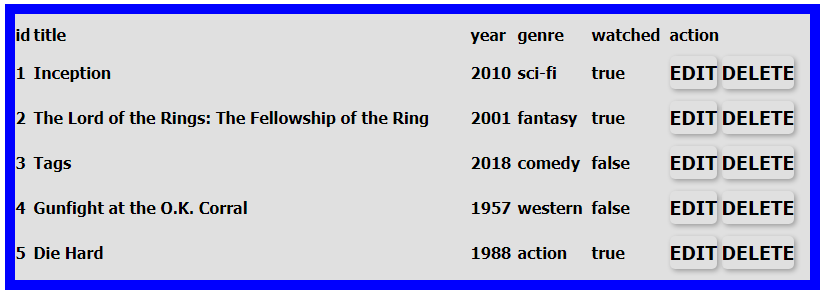 id title year genre watched action
1 Inception 2010 sci-fi true EDIT DELETE
2 The Lord of the Rings: The Fellowship of the Ring 2001 fantasy true EDIT DELETE
3 Tags 2018 comedy false EDIT DELETE
4 Gunfight at the O.K. Corral 1957 western false EDIT DELETE
5 Die Hard 1988 action true EDIT DELETE